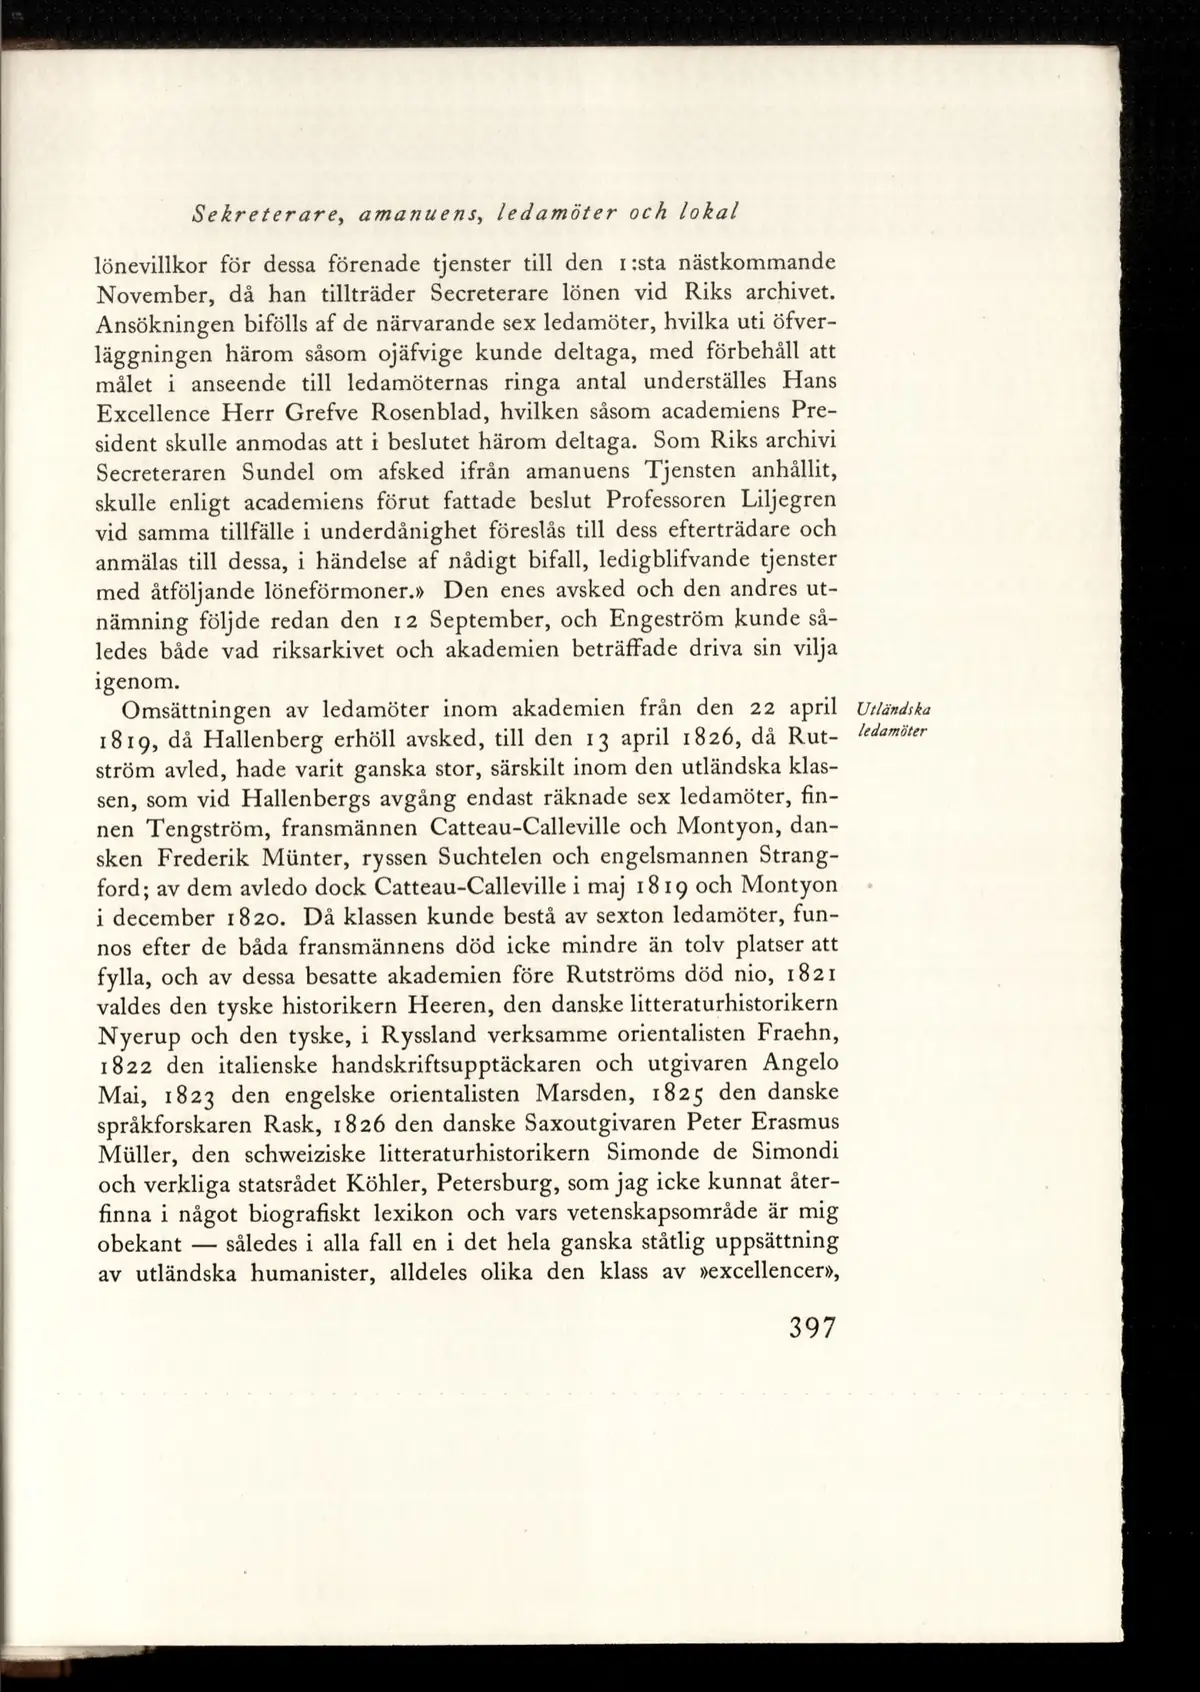 Sekreterare, amanuens, ledamöter och lokal
lönevillkor för dessa förenade tjenster till den 1:sta nästkommande
November, då han tillträder Secreterare lönen vid Riks archivet.
Ansökningen bifölls af de närvarande sex ledamöter, hvilka uti öfver-
läggningen härom såsom ojäfvige kunde deltaga, med förbehåll att
målet i anseende till ledamöternas ringa antal underställes Hans
Excellence Herr Grefve Rosenblad, hvilken såsom academiens Pre-
sident skulle anmodas att i beslutet härom deltaga. Som Riks archivi
Secreteraren Sundel om afsked ifrån amanuens Tjensten anhållit,
skulle enligt academiens förut fattade beslut Professoren Liljegren
vid samma tillfälle i underdånighet föreslås till dess efterträdare och
anmälas till dessa, i händelse af nådigt bifall, ledigblifvande tjenster
med åtföljande löneförmoner.» Den enes avsked och den andres ut-
nämning följde redan den 12 September, och Engeström kunde så-
ledes både vad riksarkivet och akademien beträffade driva sin vilja
igenom.
Omsättningen av ledamöter inom akademien från den 22 april
1819, då Hallenberg erhöll avsked, till den 13 april 1826, då Rut-
ström avled, hade varit ganska stor, särskilt inom den utländska klas-
sen, som vid Hallenbergs avgång endast räknade sex ledamöter, fin-
nen Tengström, fransmännen Catteau-Calleville och Montyon, dan-
sken Frederik Münter, ryssen Suchtelen och engelsmannen Strang-
ford; av dem avledo dock Catteau-Calleville i maj 1819 och Montyon
i december 1820. Då klassen kunde bestå av sexton ledamöter, fun-
nos efter de båda fransmännens död icke mindre än tolv platser att
fylla, och av dessa besatte akademien före Rutströms död nio, 1821
valdes den tyske historikern Heeren, den danske litteraturhistorikern
Nyerup och den tyske, i Ryssland verksamme orientalisten Fraehn,
1822 den italienske handskriftsupptäckaren och utgivaren Angelo
Mai, 1823 den engelske orientalisten Marsden, 1825 den danske
språkforskaren Rask, 1826 den danske Saxoutgivaren Peter Erasmus
Müller, den schweiziske litteraturhistorikern Simonde de Simondi
och verkliga statsrådet Köhler, Petersburg, som jag icke kunnat åter-
finna i något biografiskt lexikon och vars vetenskapsområde är mig
obekant — således i alla fall en i det hela ganska ståtlig uppsättning
av utländska humanister, alldeles olika den klass av »excellencer»,
Utländska
ledamöter
397